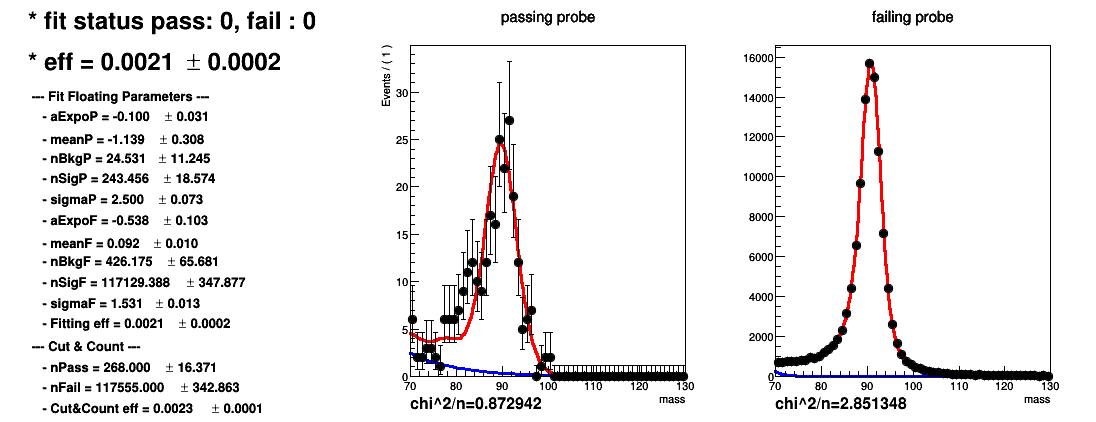 * fit status pass: 0, fail : 0
* eff = 0.0021 ± 0.0002
--- Fit Floating Parameters ---
- aExpoP = -0.100 ± 0.031
- meanP = -1.139 ± 0.308
- nBkgP = 24.531 ± 11.245
- nSigP = 243.456 ± 18.574
- sigmaP = 2.500 ± 0.073
- aExpoF = -0.538 ± 0.103
- meanF = 0.092 ± 0.010
- nBkgF = 426.175 ± 65.681
- nSigF = 117129.388 ± 347.877
- sigmaF = 1.531 ± 0.013
- Fitting eff = 0.0021 ± 0.0002
--- Cut & Count ---
- nPass = 268.000 ± 16.371
- nFail = 117555.000 ± 342.863
- Cut&Count eff = 0.0023 ± 0.0001
passing probe
Events / ( 1 )
30
25
20
15
10
5
0
70 80 90 100 110 120 130
mass
chi^2/n=0.872942
failing probe
16000
14000
12000
10000
8000
6000
4000
2000
0
70 80 90 100 110 120 130
mass
chi^2/n=2.851348